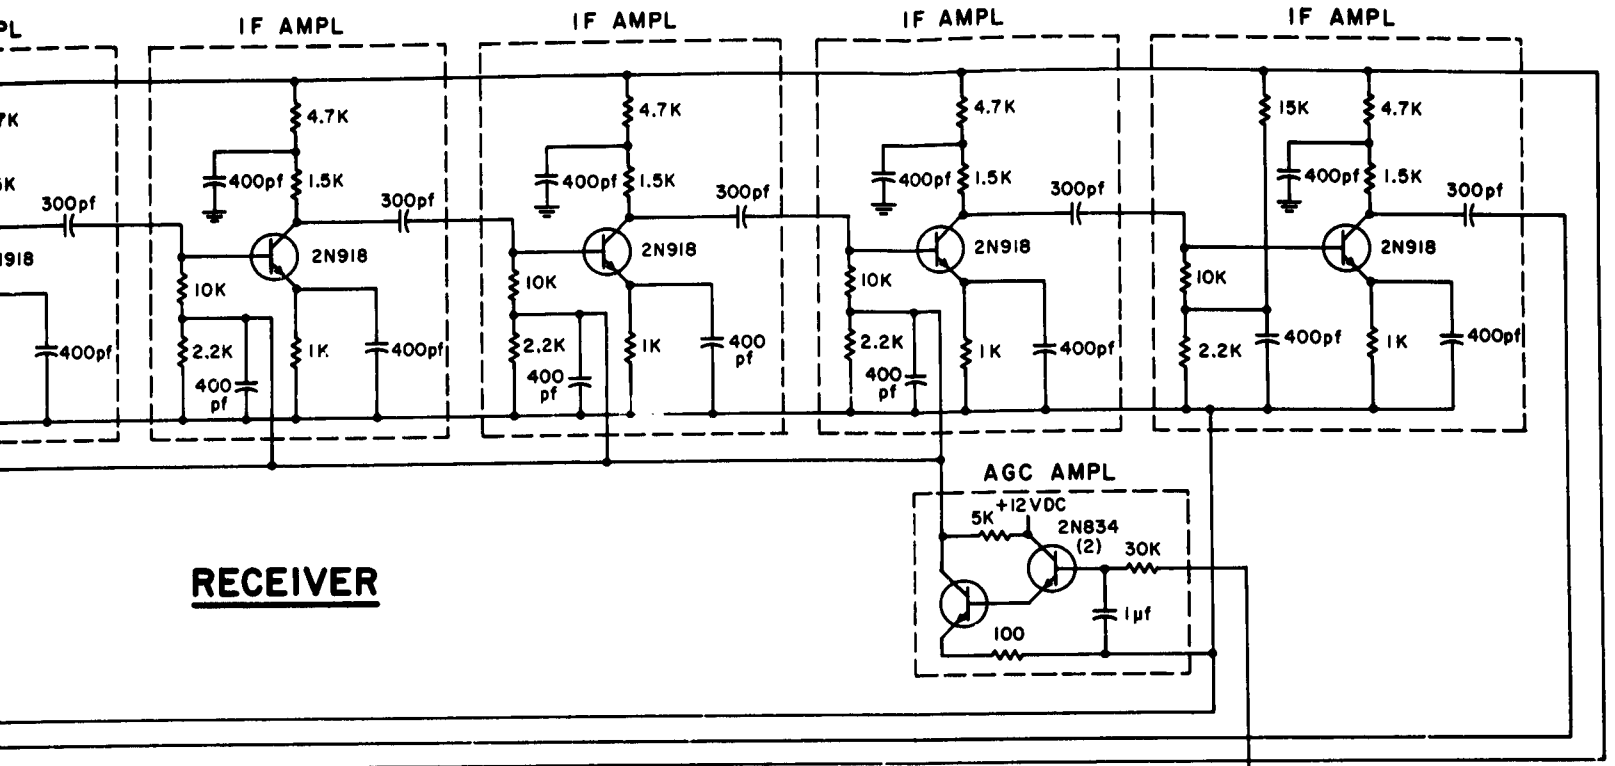 PL
IF AMPL
IF AMPL
IF AMPL
IF AMPL
7K
4.7K
4.7K
4.7K
15K
4.7K
5K
400pf
1.5K
400pf
1.5K
400pf
1.5K
400pf
1.5K
300pf
300pf
300pf
300pf
300pf
918
2N918
2N918
2N918
2N918
10K
10K
10K
10K
400pf
2.2K
400
pf
1K
400pf
2.2K
400
pf
1K
400
pf
2.2K
400
pf
1K
400pf
2.2K
400pf
1K
400pf
AGC AMPL
+12VDC
5K
2N834
(2)
30K
1µf
100
RECEIVER